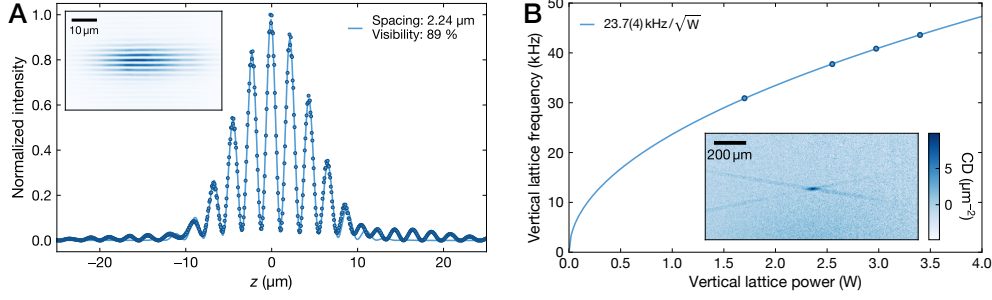 A
10 µm
Spacing: 2.24 µm
Visibility: 89 %
1.0
0.8
0.6
0.4
0.2
0.0
Normalized intensity
−20
−10
0
10
20
z (µm)
B
23.7(4) kHz/√W
50
40
30
20
10
0
Vertical lattice frequency (kHz)
200 µm
5
0
CD (µm⁻²)
0.0
0.5
1.0
1.5
2.0
2.5
3.0
3.5
4.0
Vertical lattice power (W)